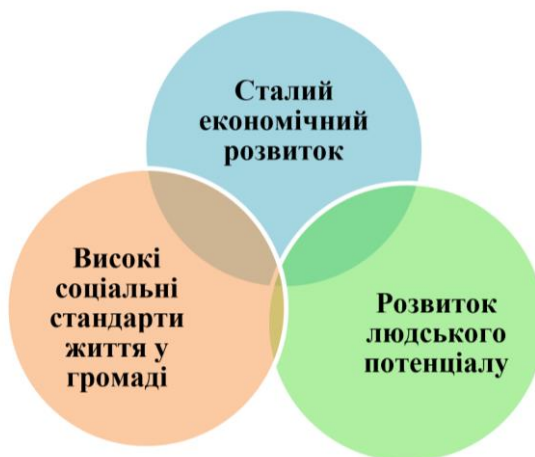 Сталий
економічний
розвиток
Високі
соціальні
стандарти
життя у
громаді
Розвиток
людського
потенціалу